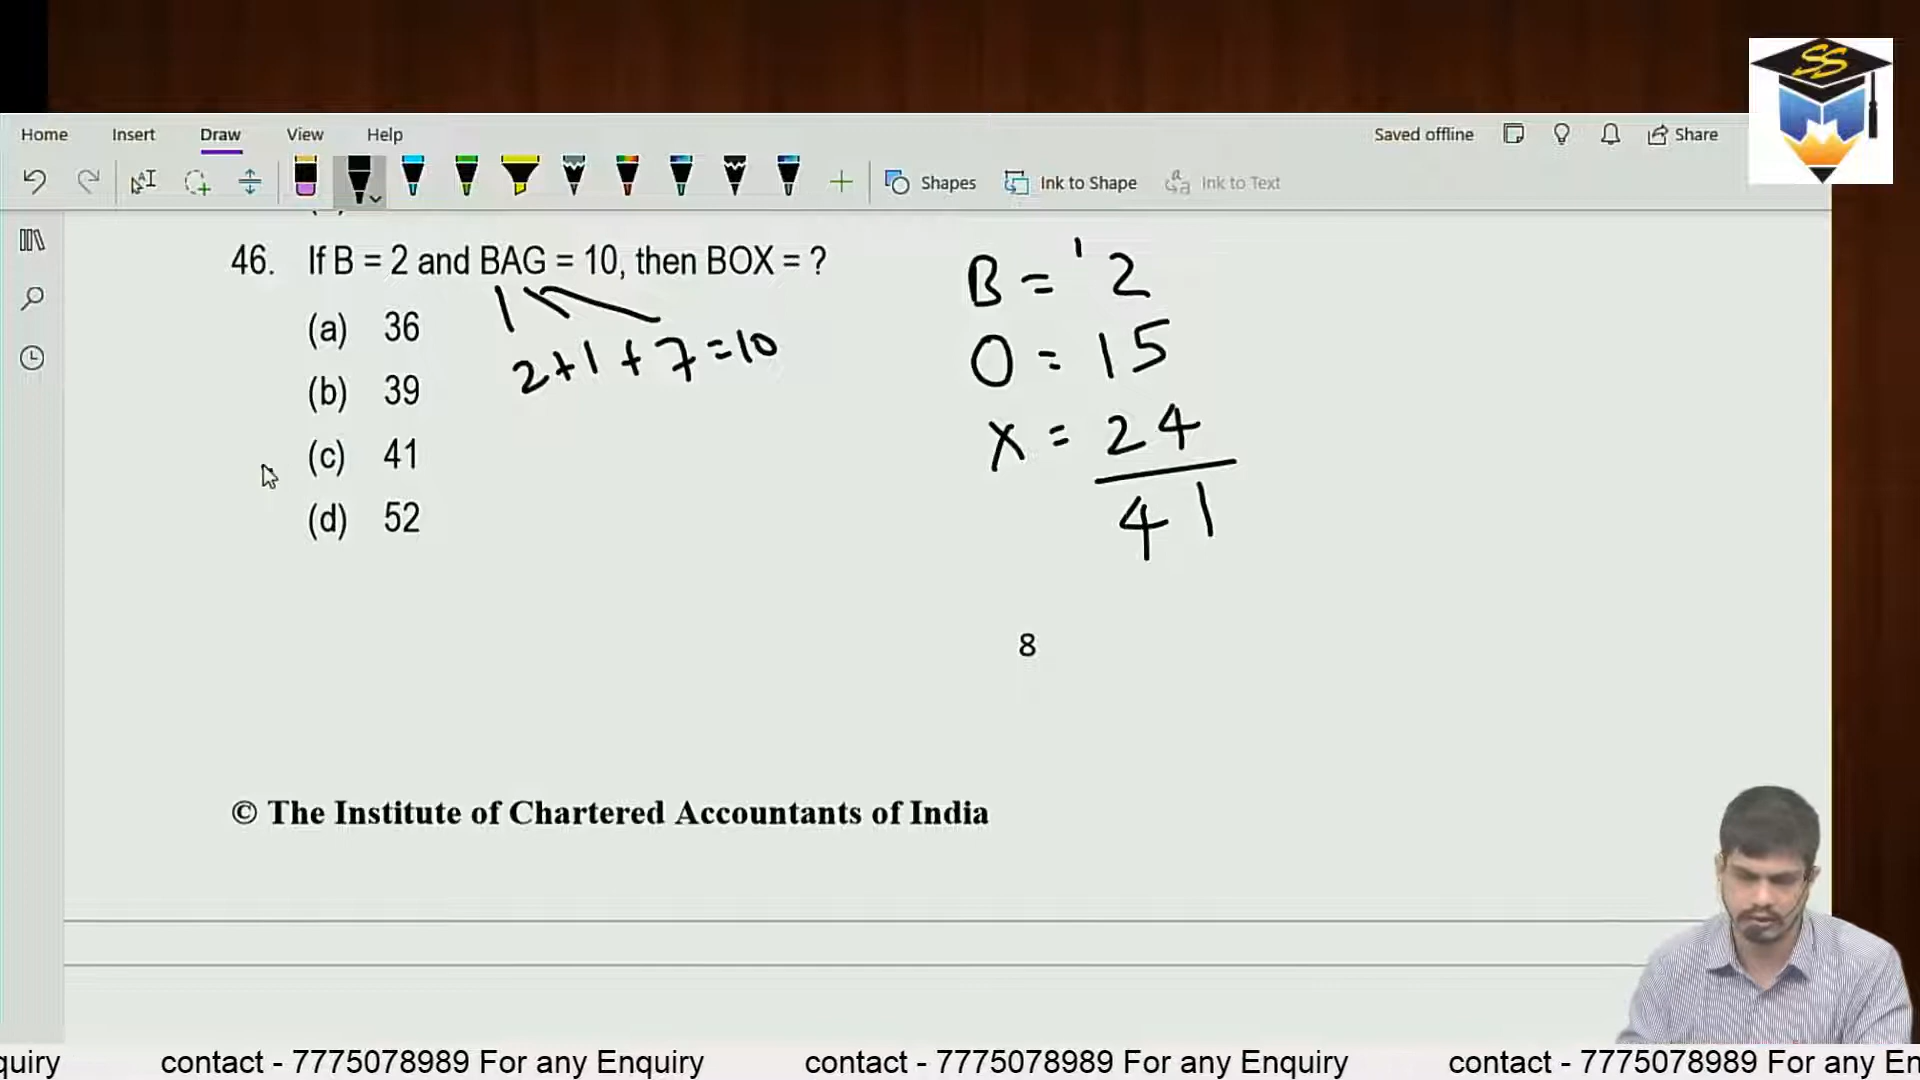 SS
Home Insert Draw View Help Saved offline Share
Shapes Ink to Shape Ink to Text
46. If B = 2 and BAG = 10, then BOX = ?
(a) 36
(b) 39
(c) 41
(d) 52
2+1+7=10
B = '2
O = 15
X = 24
41
8
© The Institute of Chartered Accountants of India
quiry contact - 7775078989 For any Enquiry contact - 7775078989 For any Enquiry contact - 7775078989 For any En